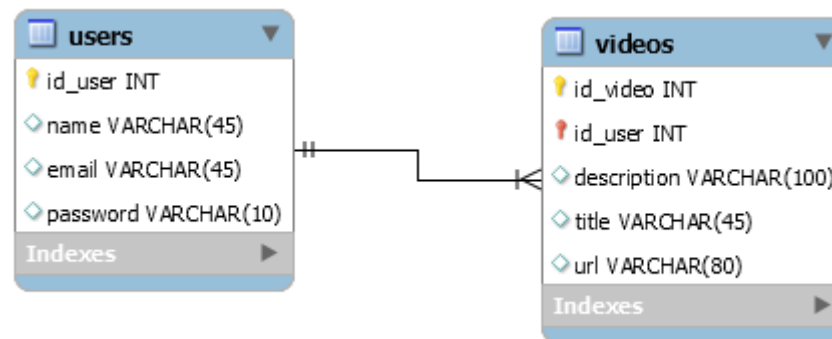 users
id_user INT
name VARCHAR(45)
email VARCHAR(45)
password VARCHAR(10)
Indexes
videos
id_video INT
id_user INT
description VARCHAR(100)
title VARCHAR(45)
url VARCHAR(80)
Indexes